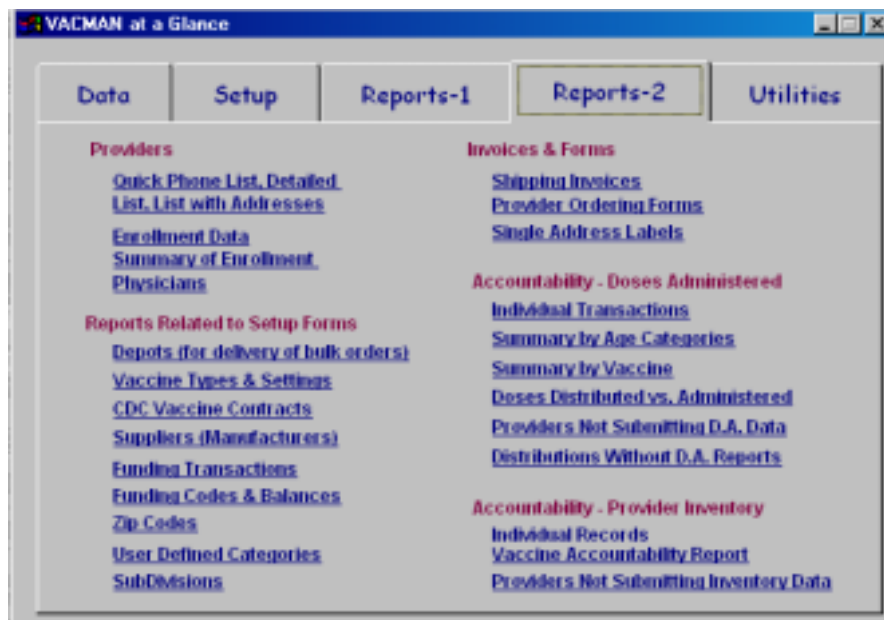 VACMAN at a Glance
Data
Setup
Reports-1
Reports-2
Utilities
Providers
Quick Phone List, Detailed
List, List with Addresses
Enrollment Data
Summary of Enrollment
Physicians
Reports Related to Setup Forms
Depots (for delivery of bulk orders)
Vaccine Types & Settings
CDC Vaccine Contracts
Suppliers (Manufacturers)
Funding Transactions
Funding Codes & Balances
Zip Codes
User Defined Categories
SubDivisions
Invoices & Forms
Shipping Invoices
Provider Ordering Forms
Single Address Labels
Accountability - Doses Administered
Individual Transactions
Summary by Age Categories
Summary by Vaccine
Doses Distributed vs. Administered
Providers Not Submitting D.A. Data
Distributions Without D.A. Reports
Accountability - Provider Inventory
Individual Records
Vaccine Accountability Report
Providers Not Submitting Inventory Data